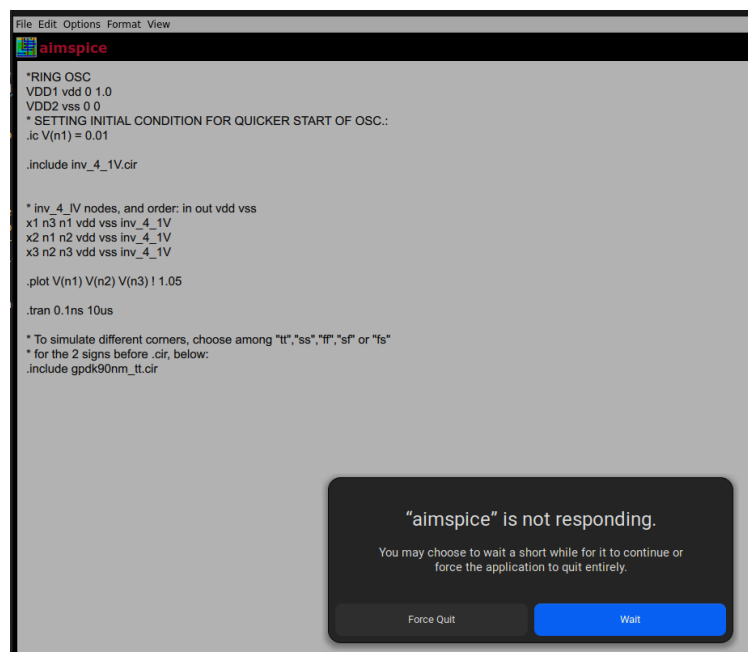 File Edit Options Format View
aimspice
*RING OSC
VDD1 vdd 0 1.0
VDD2 vss 0 0
* SETTING INITIAL CONDITION FOR QUICKER START OF OSC.:
.ic V(n1) = 0.01
.include inv_4_1V.cir
* inv_4_IV nodes, and order: in out vdd vss
x1 n3 n1 vdd vss inv_4_1V
x2 n1 n2 vdd vss inv_4_1V
x3 n2 n3 vdd vss inv_4_1V
.plot V(n1) V(n2) V(n3) ! 1.05
.tran 0.1ns 10us
* To simulate different corners, choose among "tt","ss","ff","sf" or "fs"
* for the 2 signs before .cir, below:
.include gpdk90nm_tt.cir
“aimspice” is not responding.
You may choose to wait a short while for it to continue or
force the application to quit entirely.
Force Quit
Wait